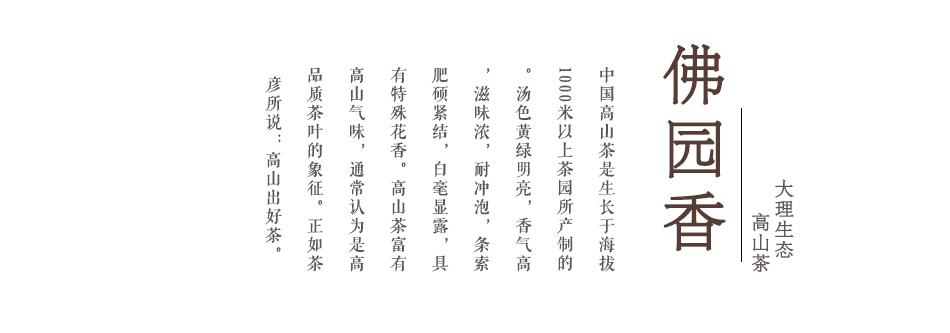 大理生态
高山茶
佛园香
中国高山茶是生长于海拔
1000米以上茶园所产制的
。汤色黄绿明亮，香气高
，滋味浓，耐冲泡，条索
肥硕紧结，白毫显露，具
有特殊花香。高山茶富有
高山气味，通常认为是高
品质茶叶的象征。正如茶
彦所说：高山出好茶。